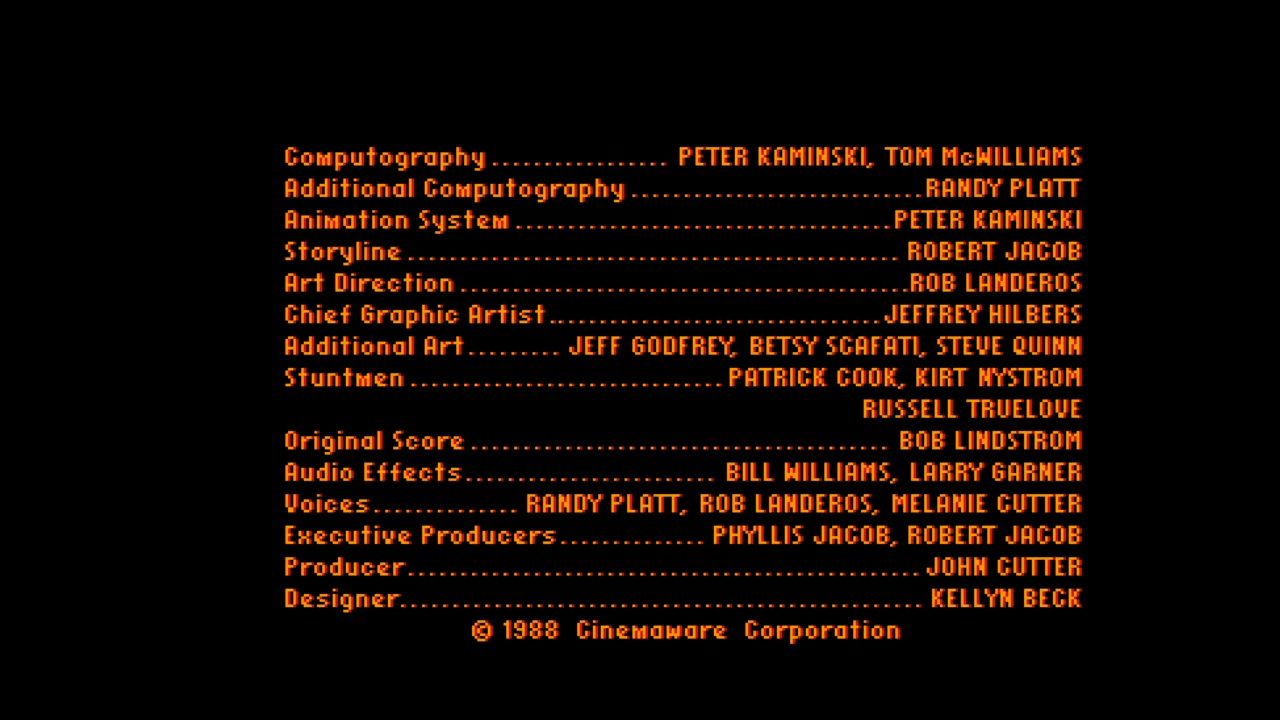 Computography ................. PETER KAMINSKI, TOM McWILLIAMS
Additional Computography .............................RANDY PLATT
Animation System .....................................PETER KAMINSKI
Storyline ................................................. ROBERT JACOB
Art Direction .............................................ROB LANDEROS
Chief Graphic Artist.................................JEFFREY HILBERS
Additional Art......... JEFF GODFREY, BETSY SCAFATI, STEVE QUINN
Stuntmen ...............................PATRICK COOK, KIRT NYSTROM
RUSSELL TRUELOVE
Original Score ......................................... BOB LINDSTROM
Audio Effects......................... BILL WILLIAMS, LARRY GARNER
Voices.............. RANDY PLATT, ROB LANDEROS, MELANIE CUTTER
Executive Producers.............. PHYLLIS JACOB, ROBERT JACOB
Producer...................................................JOHN CUTTER
Designer.................................................... KELLYN BECK
© 1988 Cinemaware Corporation